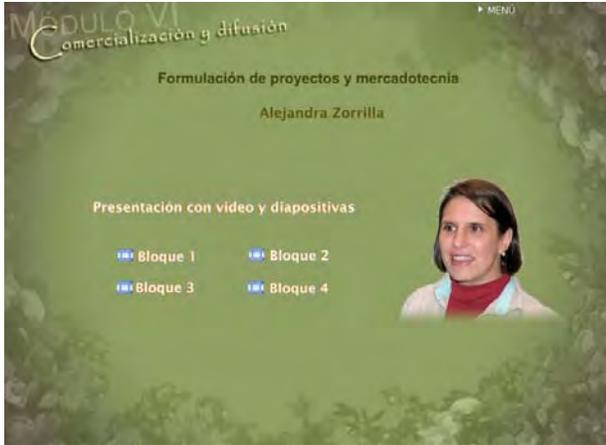 MÓDULO VI
Comercialización y difusión
MENÚ
Formulación de proyectos y mercadotecnia
Alejandra Zorrilla
Presentación con video y diapositivas
Bloque 1
Bloque 2
Bloque 3
Bloque 4